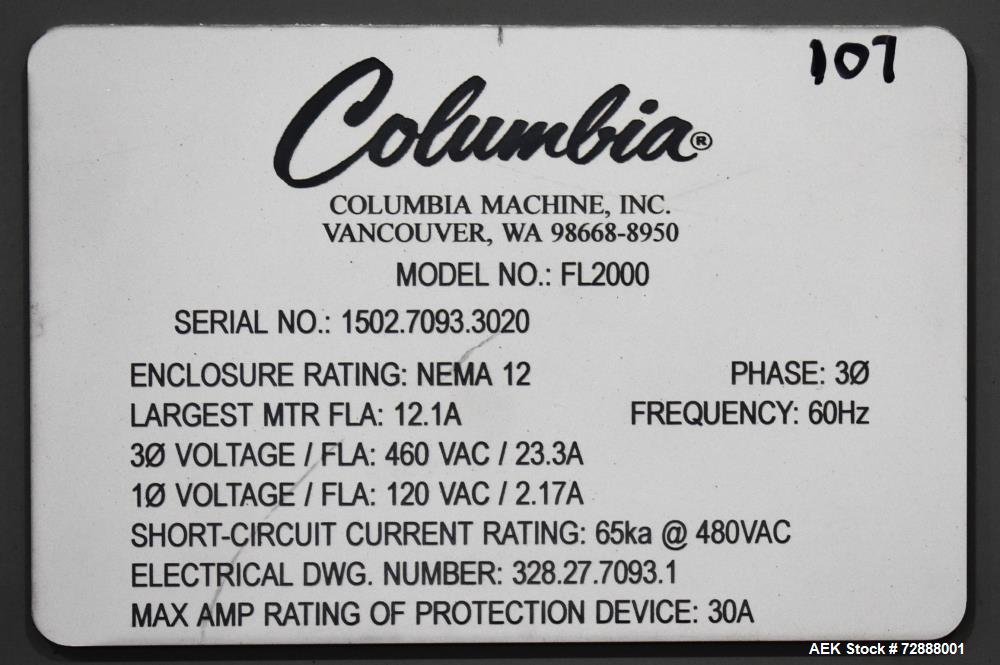 107
Columbia®
COLUMBIA MACHINE, INC.
VANCOUVER, WA 98668-8950
MODEL NO.: FL2000
SERIAL NO.: 1502.7093.3020
ENCLOSURE RATING: NEMA 12 PHASE: 3Ø
LARGEST MTR FLA: 12.1A FREQUENCY: 60Hz
3Ø VOLTAGE / FLA: 460 VAC / 23.3A
1Ø VOLTAGE / FLA: 120 VAC / 2.17A
SHORT-CIRCUIT CURRENT RATING: 65ka @ 480VAC
ELECTRICAL DWG. NUMBER: 328.27.7093.1
MAX AMP RATING OF PROTECTION DEVICE: 30A
AEK Stock # 72888001